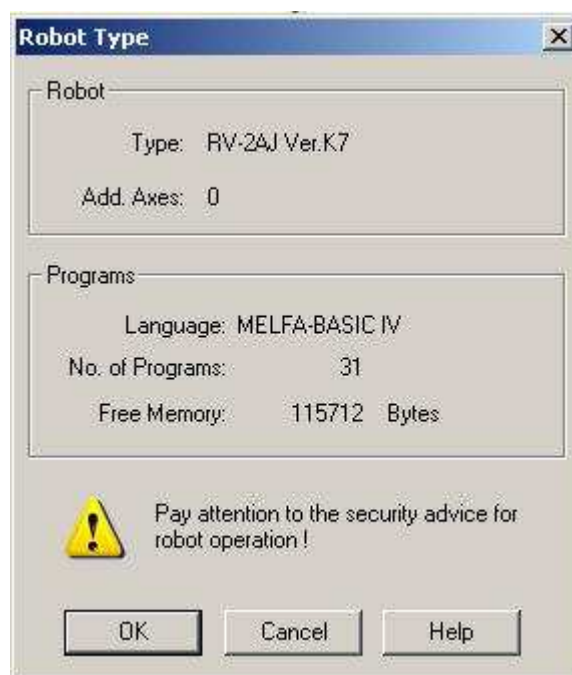 Robot Type
Robot
Type: RV-2AJ Ver.K7
Add. Axes: 0
Programs
Language: MELFA-BASIC IV
No. of Programs: 31
Free Memory: 115712 Bytes
Pay attention to the security advice for
robot operation !
OK Cancel Help